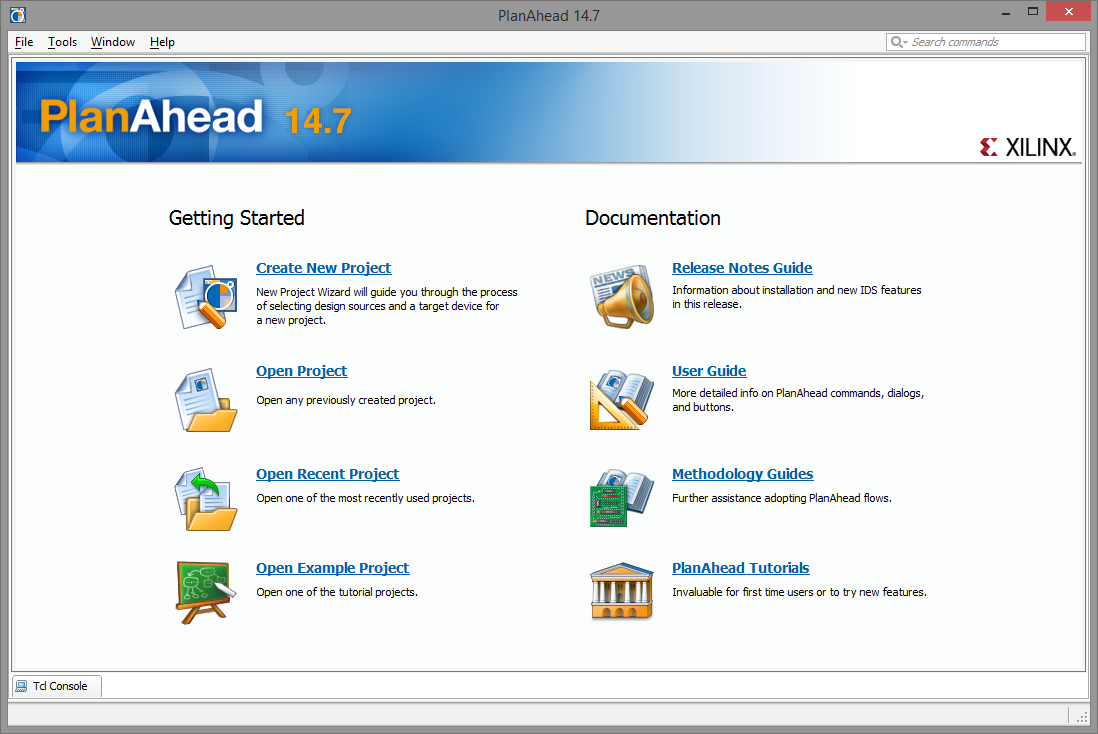 PlanAhead 14.7
File Tools Window Help
Search commands
PlanAhead 14.7
XILINX
Getting Started
Create New Project
New Project Wizard will guide you through the process
of selecting design sources and a target device for
a new project.
Open Project
Open any previously created project.
Open Recent Project
Open one of the most recently used projects.
Open Example Project
Open one of the tutorial projects.
Documentation
NEWS
Release Notes Guide
Information about installation and new IDS features
in this release.
User Guide
More detailed info on PlanAhead commands, dialogs,
and buttons.
Methodology Guides
Further assistance adopting PlanAhead flows.
PlanAhead Tutorials
Invaluable for first time users or to try new features.
Tcl Console